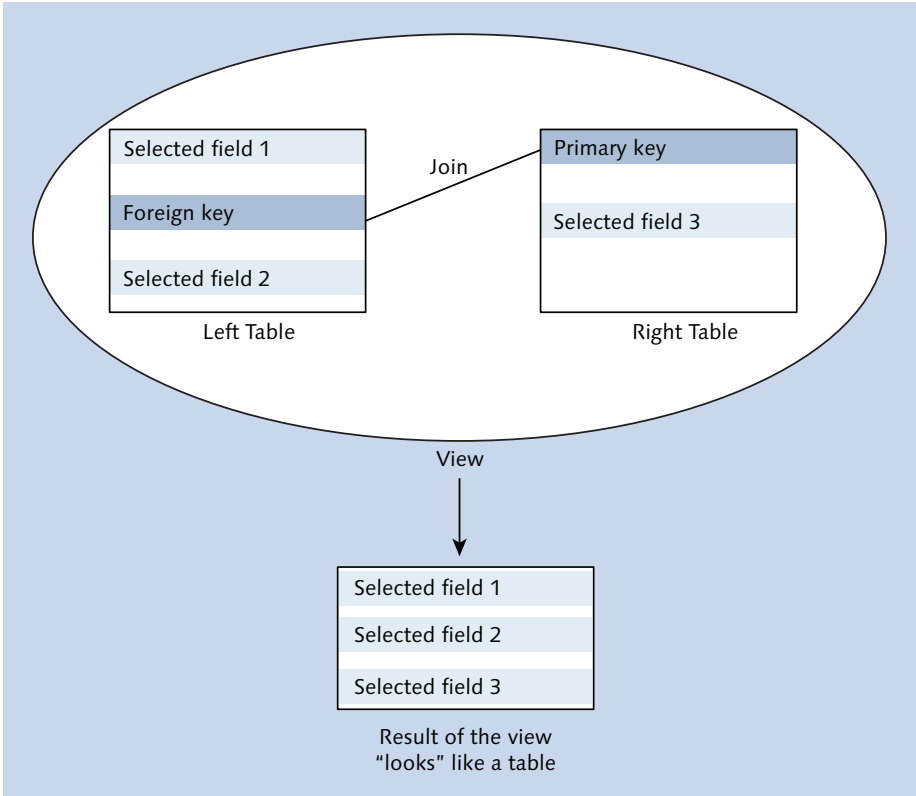 Selected field 1
Foreign key
Selected field 2
Left Table
Join
Primary key
Selected field 3
Right Table
View
Selected field 1
Selected field 2
Selected field 3
Result of the view
“looks” like a table